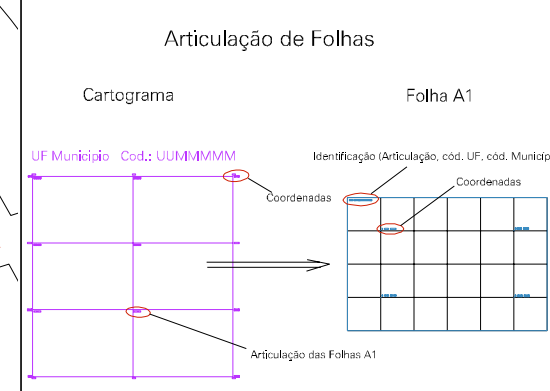 Articulação de Folhas
Cartograma
Folha A1
UF Municipio Cod.: UUMMMMM
Identificação (Articulação, cód. UF, cód. Municíp
Coordenadas
Coordenadas
Articulação das Folhas A1